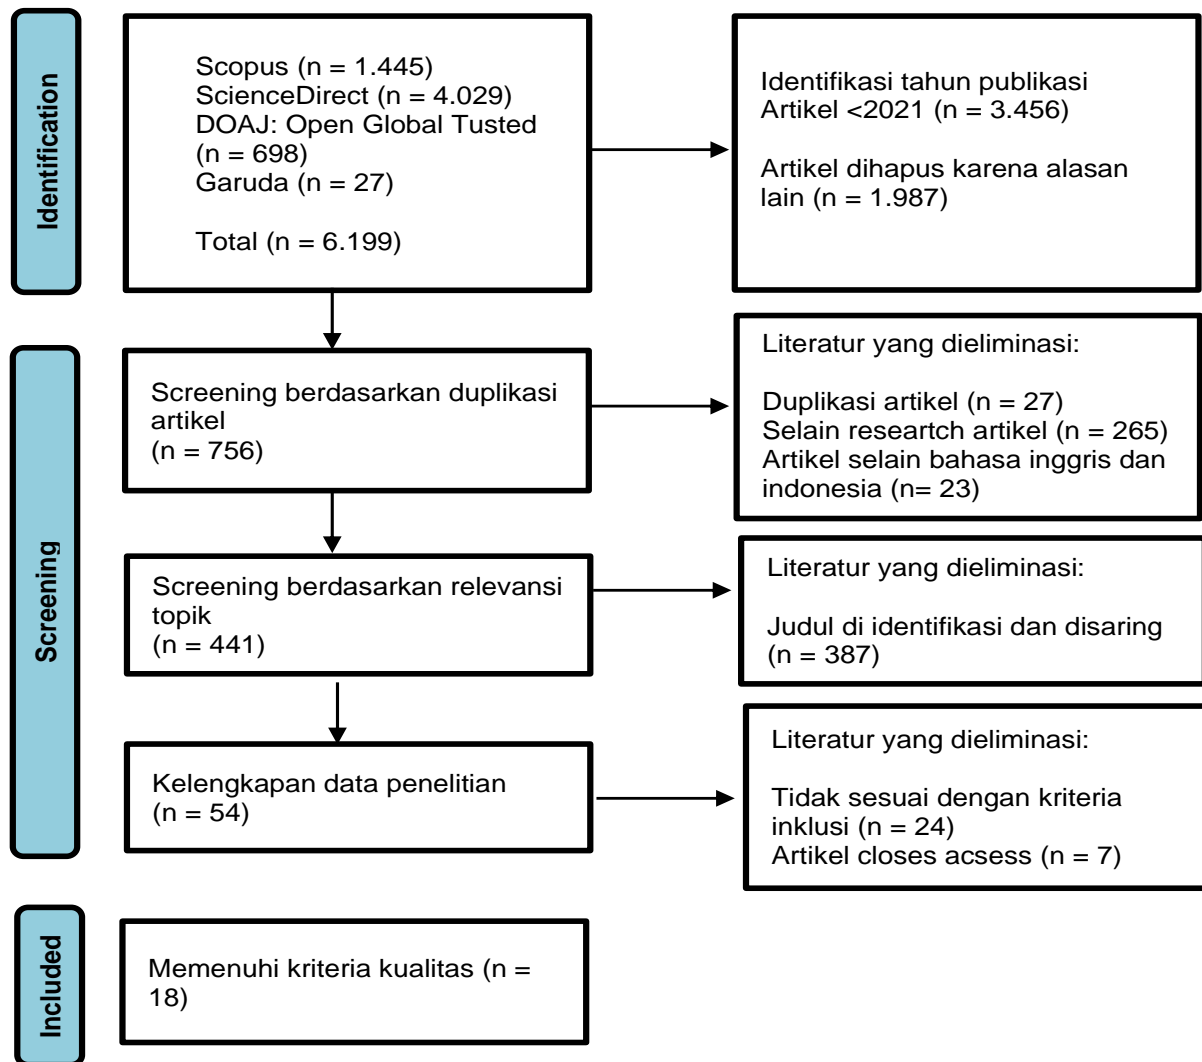 Identification
Scopus (n = 1.445)
ScienceDirect (n = 4.029)
DOAJ: Open Global Tusted
(n = 698)
Garuda (n = 27)
Total (n = 6.199)
Identifikasi tahun publikasi
Artikel <2021 (n = 3.456)
Artikel dihapus karena alasan
lain (n = 1.987)
Screening
Screening berdasarkan duplikasi
artikel
(n = 756)
Literatur yang dieliminasi:
Duplikasi artikel (n = 27)
Selain researtch artikel (n = 265)
Artikel selain bahasa inggris dan
indonesia (n= 23)
Screening berdasarkan relevansi
topik
(n = 441)
Literatur yang dieliminasi:
Judul di identifikasi dan disaring
(n = 387)
Kelengkapan data penelitian
(n = 54)
Literatur yang dieliminasi:
Tidak sesuai dengan kriteria
inklusi (n = 24)
Artikel closes acsess (n = 7)
Included
Memenuhi kriteria kualitas (n =
18)